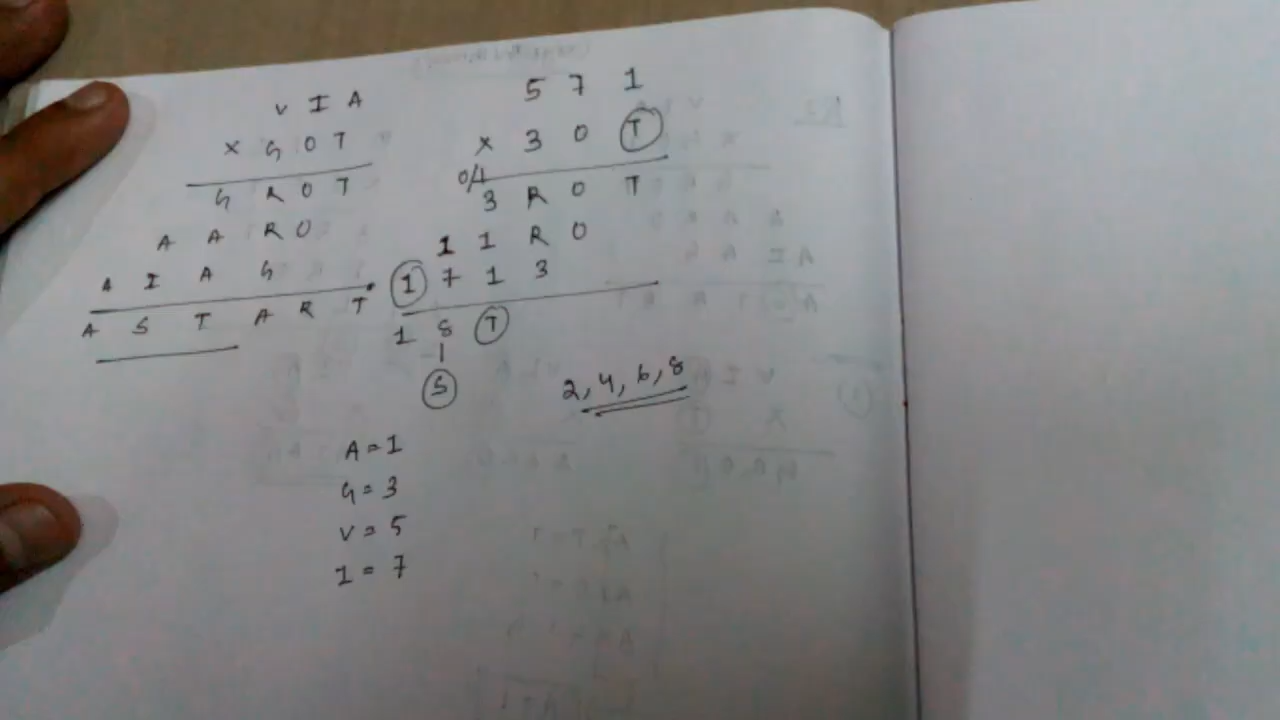 V I A
× G O T
G R O T
A A R O
A I A G
A S T A R T
5 7 1
× 3 0 T
0/1
3 R O T
1 1 R O
1 7 1 3
1 8 T
S
2, 4, 6, 8
A = 1
G = 3
V = 5
I = 7